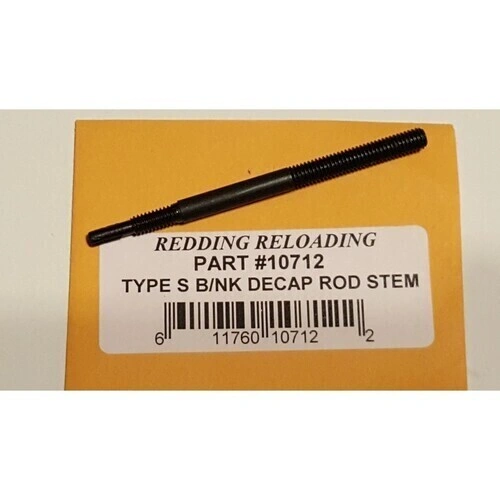 REDDING RELOADING
PART #10712
TYPE S B/NK DECAP ROD STEM
6 11760 10712 2